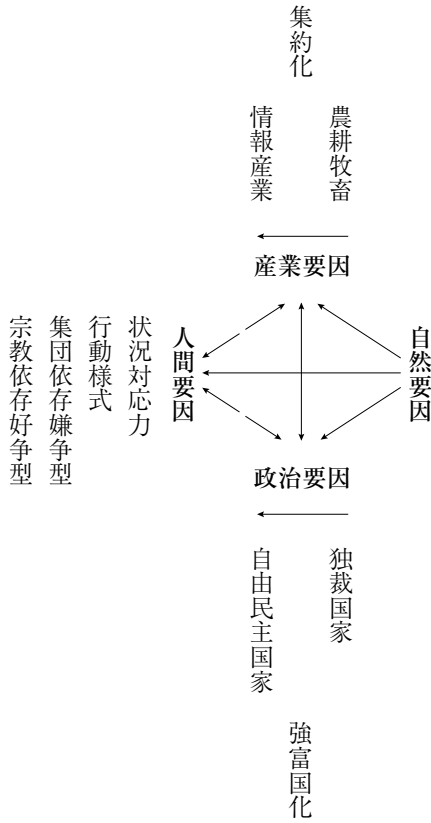 自然要因
農耕牧畜
情報産業
集約化
産業要因
政治要因
独裁国家
自由民主国家
強富国化
人間要因
状況対応力
行動様式
集団依存嫌争型
宗教依存好争型